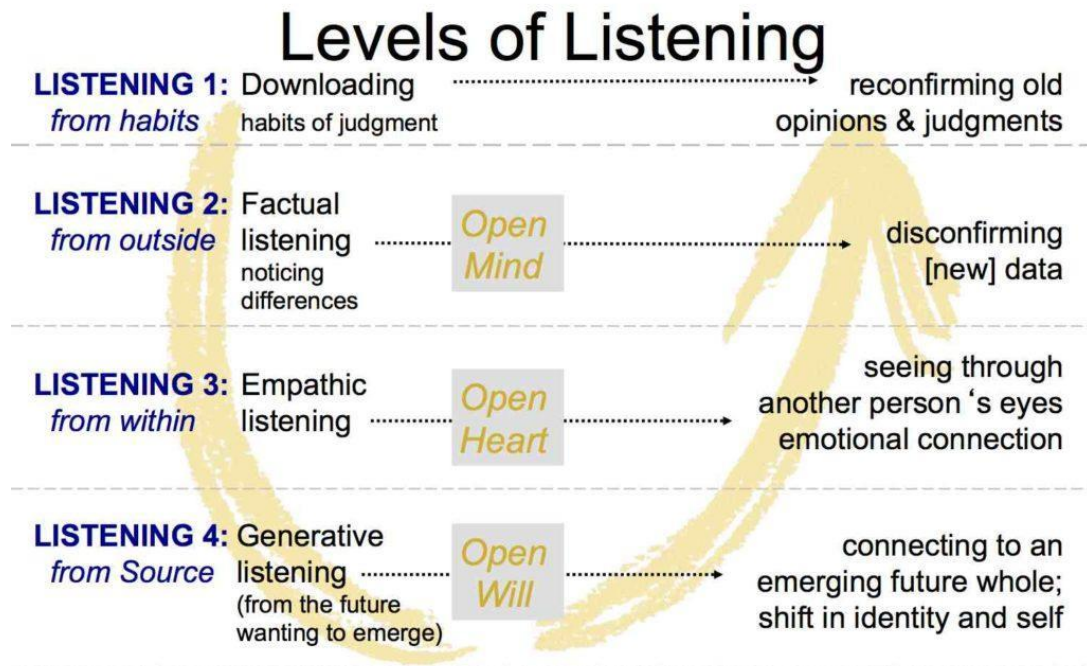 Levels of Listening
LISTENING 1: Downloading
from habits habits of judgment
reconfirming old
opinions & judgments
LISTENING 2: Factual
from outside listening
noticing
differences
Open
Mind
disconfirming
[new] data
LISTENING 3: Empathic
from within listening
Open
Heart
seeing through
another person ‘s eyes
emotional connection
LISTENING 4: Generative
from Source listening
(from the future
wanting to emerge)
Open
Will
connecting to an
emerging future whole;
shift in identity and self